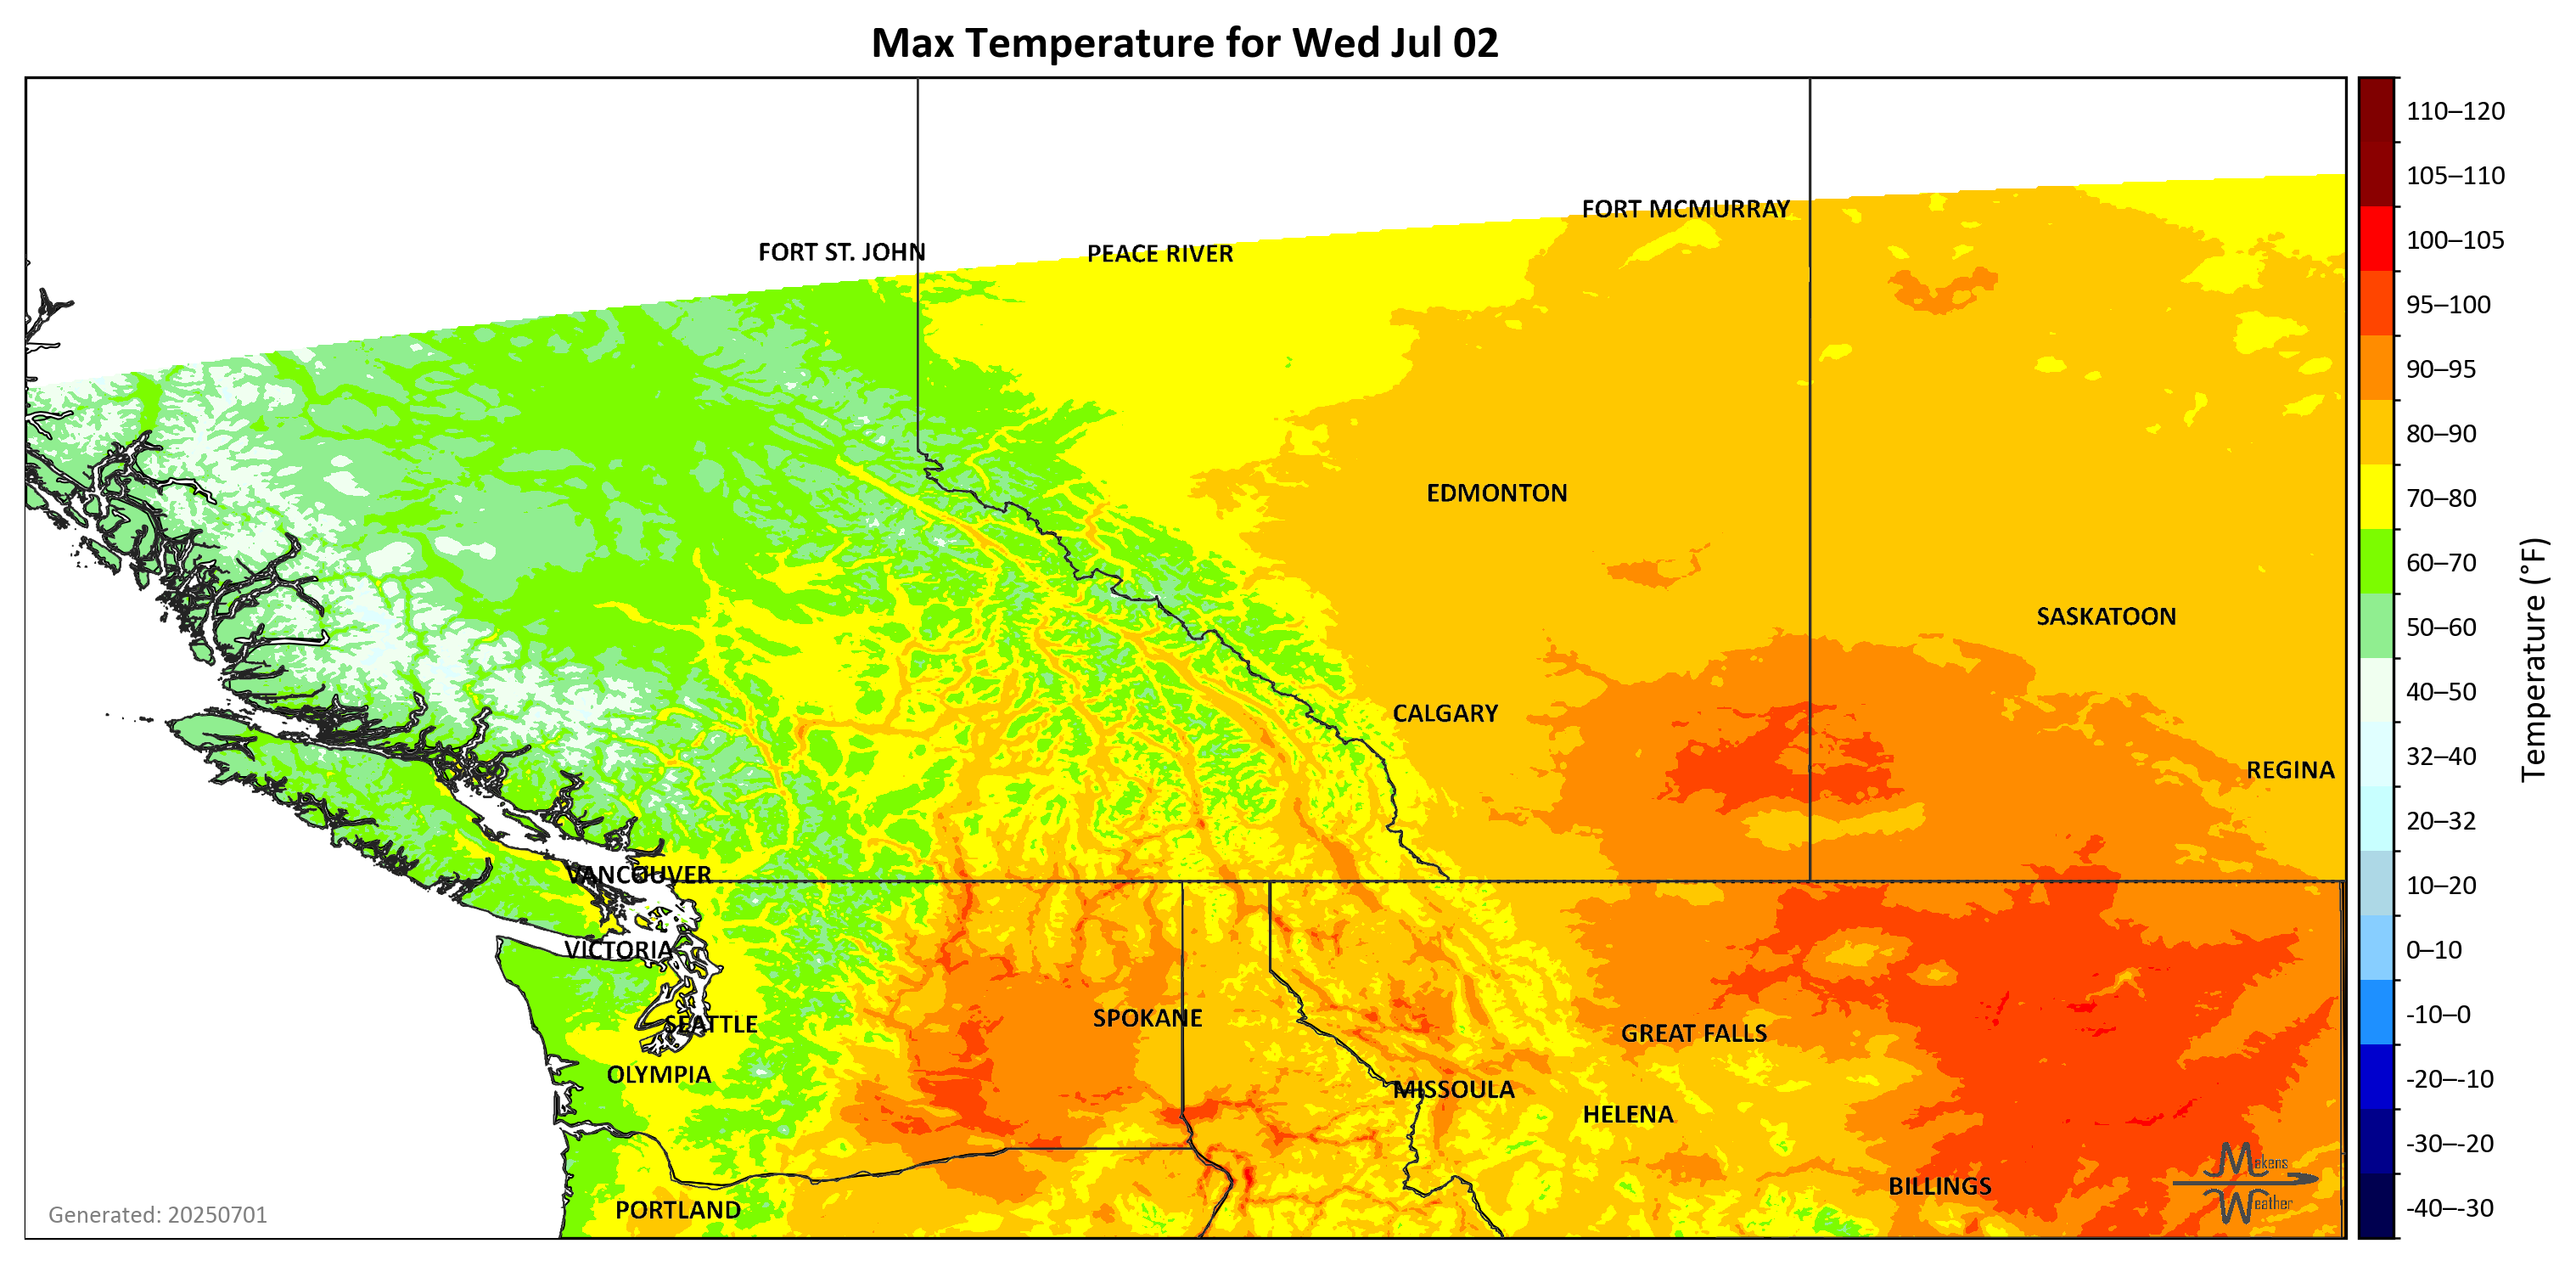 Max Temperature for Wed Jul 02
110–120
105–110
FORT MCMURRAY
100–105
FORT ST. JOHN
PEACE RIVER
95–100
90–95
80–90
EDMONTON
70–80
60–70
SASKATOON
50–60
40–50
CALGARY
32–40
REGINA
Temperature (°F)
20–32
VANCOUVER
10–20
VICTORIA
0–10
SEATTLE
SPOKANE
GREAT FALLS
-10–0
OLYMPIA
MISSOULA
HELENA
-20–-10
-30–-20
Makens
Weather
BILLINGS
PORTLAND
-40–-30
Generated: 20250701